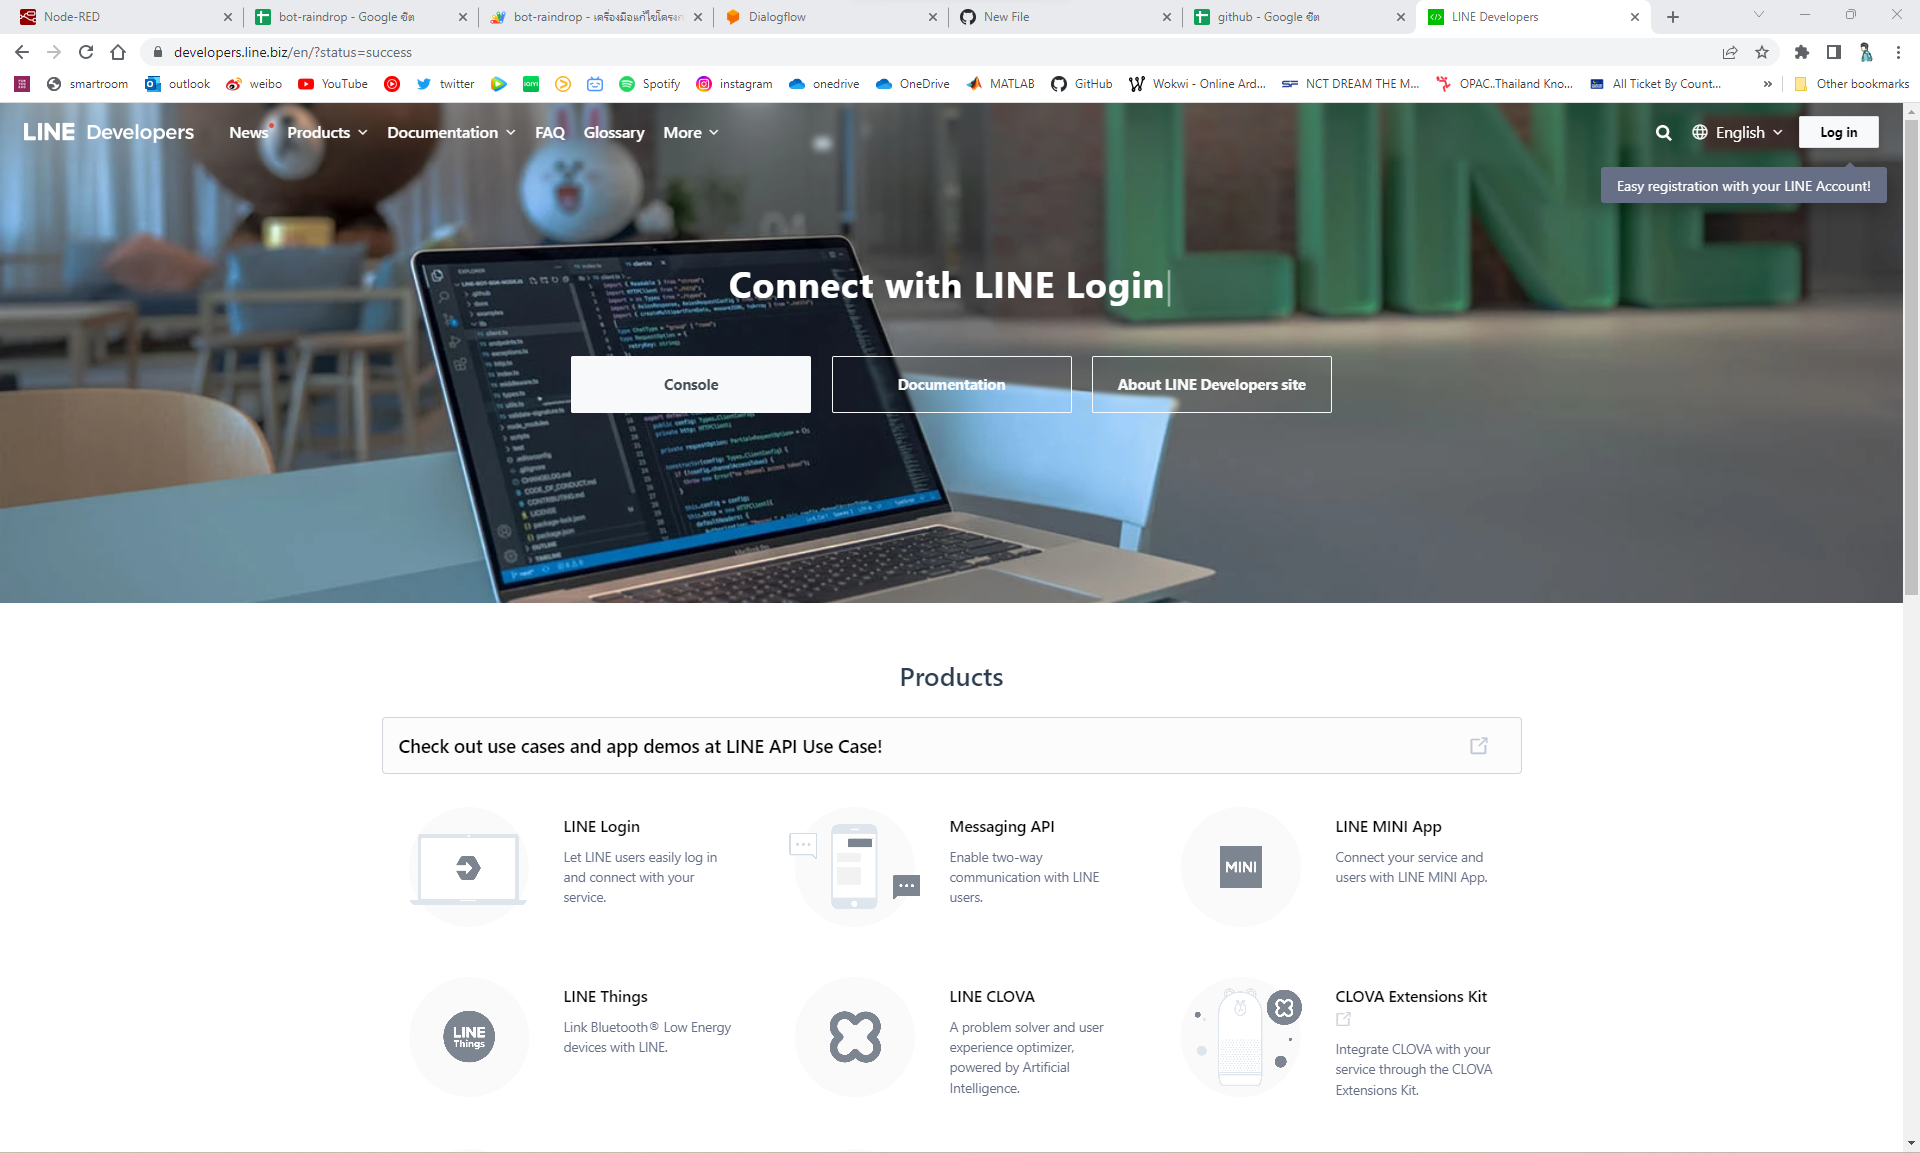 Node-RED
bot-raindrop - Google ชีต
bot-raindrop - เครื่องมือแก้ไขโครงก
Dialogflow
New File
github - Google ชีต
LINE Developers
developers.line.biz/en/?status=success
smartroom
outlook
weibo
YouTube
twitter
Spotify
instagram
onedrive
OneDrive
MATLAB
GitHub
Wokwi - Online Ard...
NCT DREAM THE M...
OPAC..Thailand Kno...
All Ticket By Count...
»
Other bookmarks
LINE Developers
News
Products
Documentation
FAQ
Glossary
More
English
Log in
Easy registration with your LINE Account!
LINE
Connect with LINE Login
Console
Documentation
About LINE Developers site
Products
Check out use cases and app demos at LINE API Use Case!
LINE Login
Let LINE users easily log in
and connect with your
service.
Messaging API
Enable two-way
communication with LINE
users.
MINI
LINE MINI App
Connect your service and
users with LINE MINI App.
LINE
Things
LINE Things
Link Bluetooth® Low Energy
devices with LINE.
LINE CLOVA
A problem solver and user
experience optimizer,
powered by Artificial
Intelligence.
CLOVA Extensions Kit
Integrate CLOVA with your
service through the CLOVA
Extensions Kit.